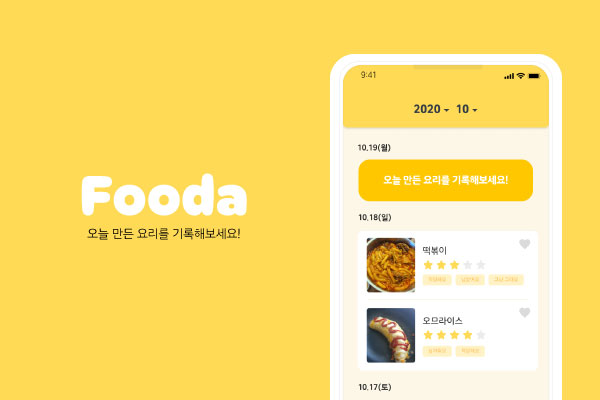 Fooda
오늘 만든 요리를 기록해보세요!
9:41
2020 10
10.19(월)
오늘 만든 요리를 기록해보세요!
10.18(일)
떡볶이
오므라이스
10.17(토)